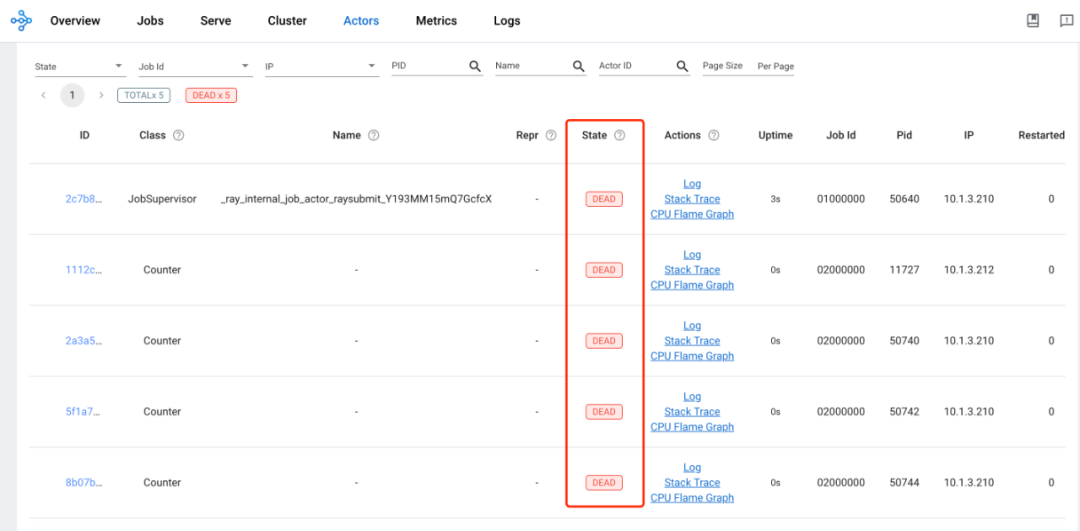 Overview Jobs Serve Cluster Actors Metrics Logs
State Job Id IP PID Name Actor ID Page Size Per Page
1 TOTALx 5 DEAD x 5
ID Class Name Repr State Actions Uptime Job Id Pid IP Restarted
Log
2c7b8... JobSupervisor _ray_internal_job_actor_raysubmit_Y193MM15mQ7GcfcX - DEAD Stack Trace 3s 01000000 50640 10.1.3.210 0
CPU Flame Graph
Log
1112c... Counter - - DEAD Stack Trace 0s 02000000 11727 10.1.3.212 0
CPU Flame Graph
Log
2a3a5... Counter - - DEAD Stack Trace 0s 02000000 50740 10.1.3.210 0
CPU Flame Graph
Log
5f1a7... Counter - - DEAD Stack Trace 0s 02000000 50742 10.1.3.210 0
CPU Flame Graph
Log
8b07b... Counter - - DEAD Stack Trace 0s 02000000 50744 10.1.3.210 0
CPU Flame Graph